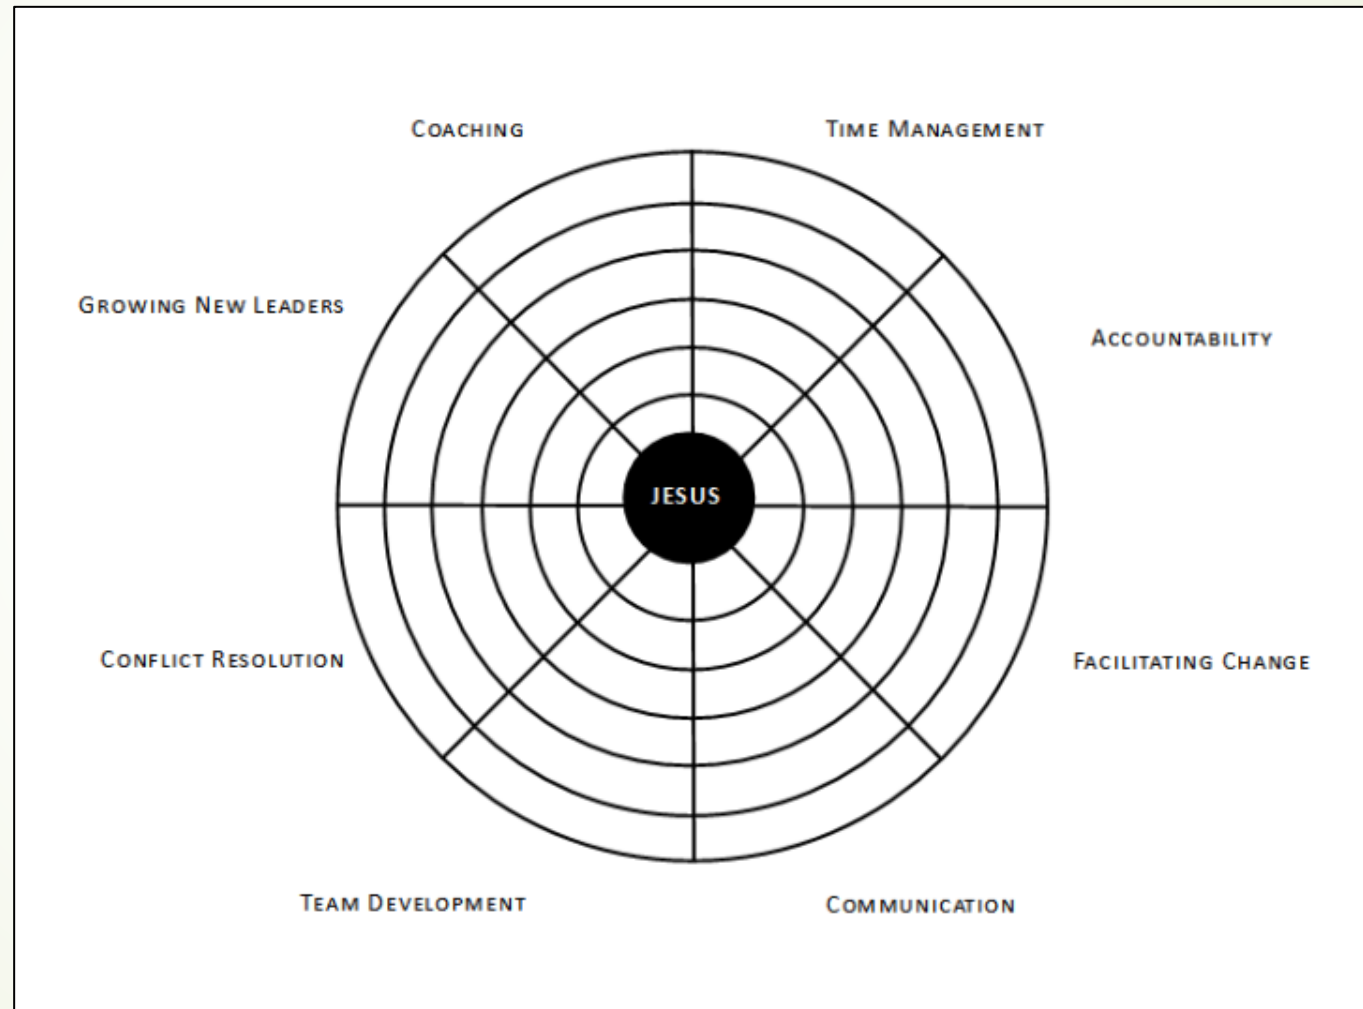 Coaching
Time Management
Growing New Leaders
Accountability
JESUS
Conflict Resolution
Facilitating Change
Team Development
Communication